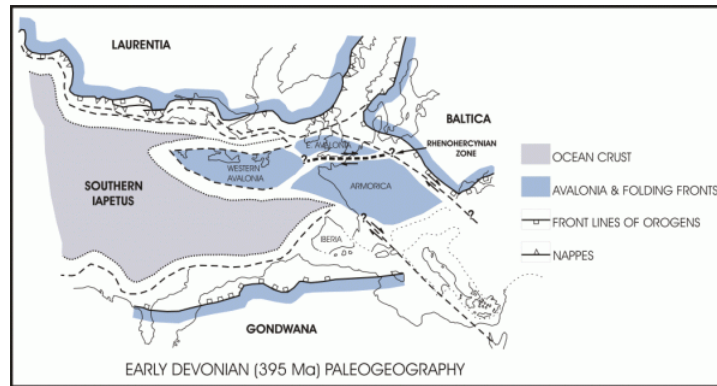 LAURENTIA
BALTICA
E. AVALONIA
RHENOHERCYNIAN
ZONE
?
?
WESTERN
AVALONIA
ARMORICA
SOUTHERN
IAPETUS
?
?
IBERIA
GONDWANA
OCEAN CRUST
AVALONIA & FOLDING FRONTS
FRONT LINES OF OROGENS
NAPPES
EARLY DEVONIAN (395 Ma) PALEOGEOGRAPHY